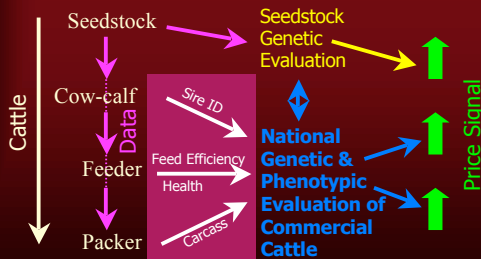 Seedstock
Seedstock
Genetic
Evaluation
Cattle
Cow-calf
Data
Sire ID
Feeder
Feed Efficiency
Health
National
Genetic &
Phenotypic
Evaluation of
Commercial
Cattle
Price Signal
Packer
Carcass